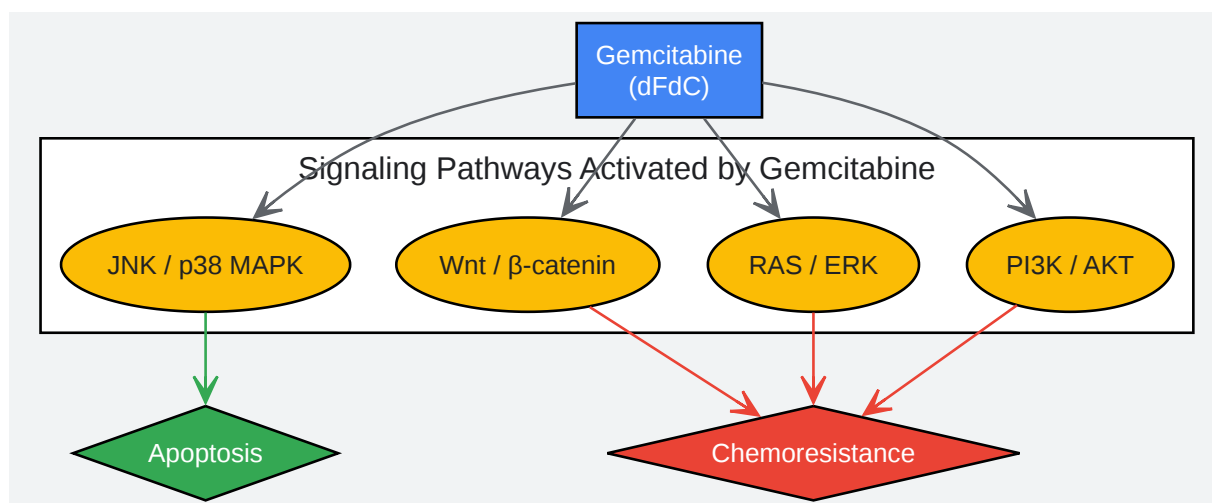 Gemcitabine
(dFdC)
Signaling Pathways Activated by Gemcitabine
JNK / p38 MAPK
Wnt / β-catenin
RAS / ERK
PI3K / AKT
Apoptosis
Chemoresistance